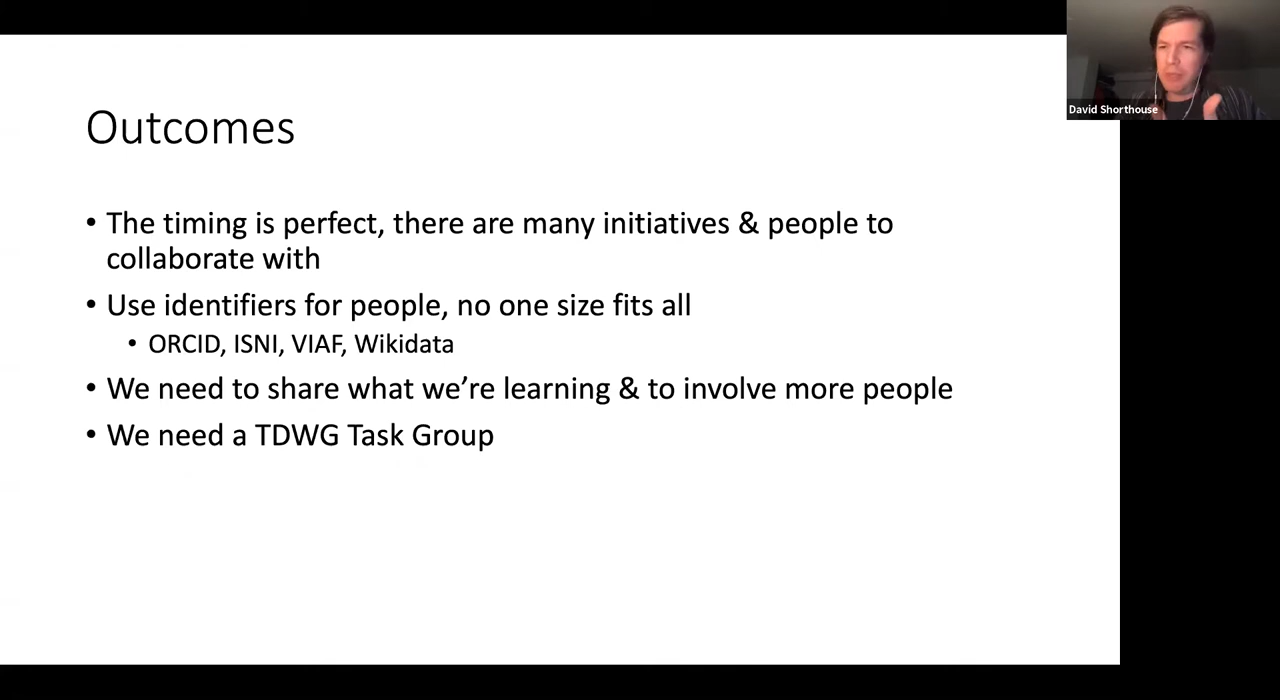 Outcomes
• The timing is perfect, there are many initiatives & people to
collaborate with
• Use identifiers for people, no one size fits all
• ORCID, ISNI, VIAF, Wikidata
• We need to share what we’re learning & to involve more people
• We need a TDWG Task Group
David Shorthouse